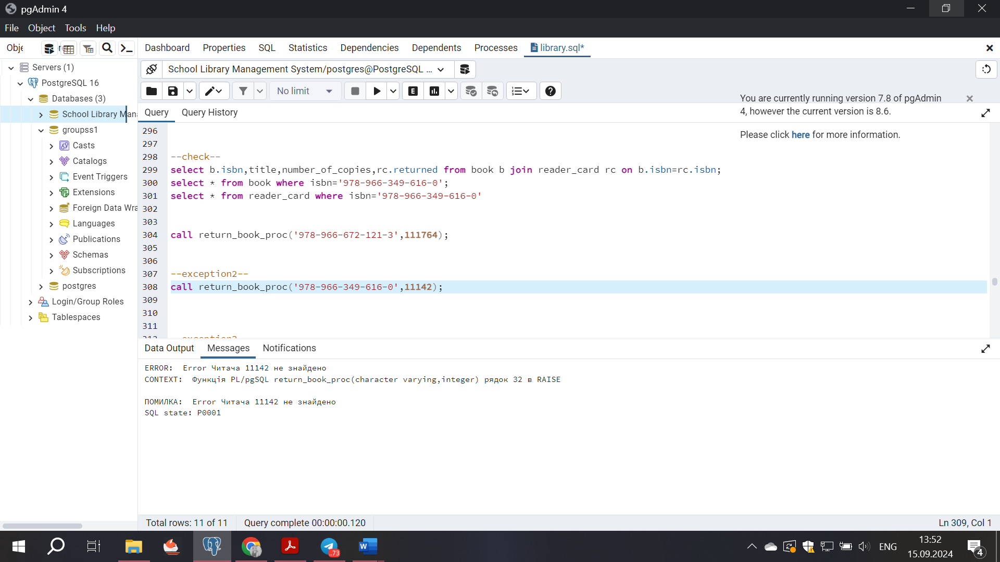 pgAdmin 4
File Object Tools Help
Obje
Dashboard Properties SQL Statistics Dependencies Dependents Processes library.sql*
Servers (1)
PostgreSQL 16
Databases (3)
School Library Mana
groupss1
Casts
Catalogs
Event Triggers
Extensions
Foreign Data Wra
Languages
Publications
Schemas
Subscriptions
postgres
Login/Group Roles
Tablespaces
School Library Management System/postgres@PostgreSQL ...
No limit
E
You are currently running version 7.8 of pgAdmin
4, however the current version is 8.6.
Please click here for more information.
Query Query History
296
297
298 --check--
299 select b.isbn,title,number_of_copies,rc.returned from book b join reader_card rc on b.isbn=rc.isbn;
300 select * from book where isbn='978-966-349-616-0';
301 select * from reader_card where isbn='978-966-349-616-0'
302
303
304 call return_book_proc('978-966-672-121-3',111764);
305
306
307 --exception2--
308 call return_book_proc('978-966-349-616-0',11142);
309
310
311
Data Output Messages Notifications
ERROR:  Error Читача 11142 не знайдено
CONTEXT:  Функція PL/pgSQL return_book_proc(character varying,integer) рядок 32 в RAISE
ПОМИЛКА:  Error Читача 11142 не знайдено
SQL state: P0001
Total rows: 11 of 11 Query complete 00:00:00.120 Ln 309, Col 1
..73
W
ENG
13:52
15.09.2024
4